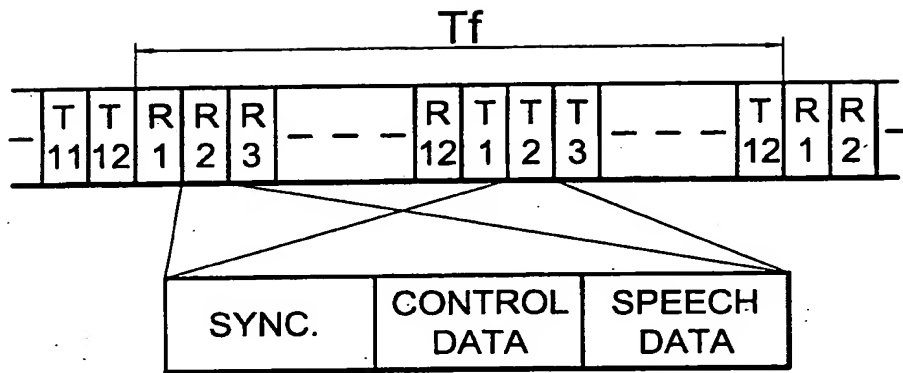 Tf
T 11 T 12 R 1 R 2 R 3 R 12 T 1 T 2 T 3 T 12 R 1 R 2
SYNC. CONTROL DATA SPEECH DATA